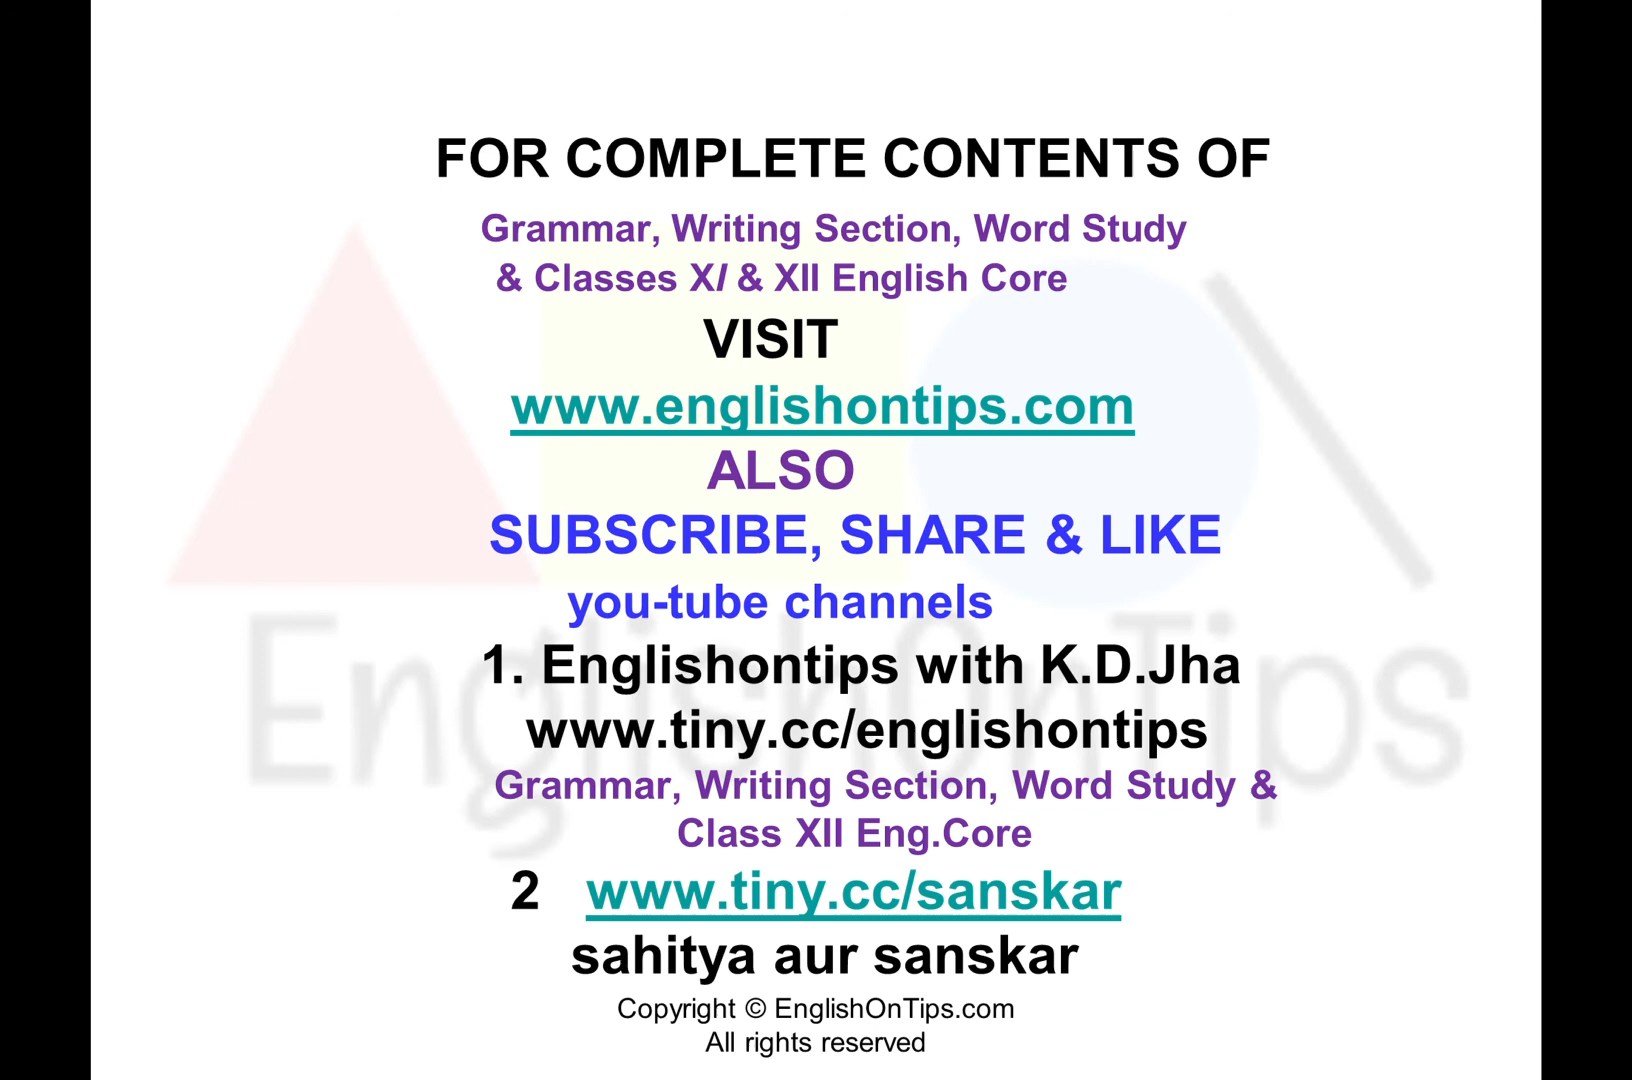 FOR COMPLETE CONTENTS OF
Grammar, Writing Section, Word Study
& Classes XI & XII English Core
VISIT
www.englishontips.com
ALSO
SUBSCRIBE, SHARE & LIKE
you-tube channels
1. Englishontips with K.D.Jha
www.tiny.cc/englishontips
Grammar, Writing Section, Word Study &
Class XII Eng.Core
2 www.tiny.cc/sanskar
sahitya aur sanskar
Copyright © EnglishOnTips.com
All rights reserved
EnglishOnTips